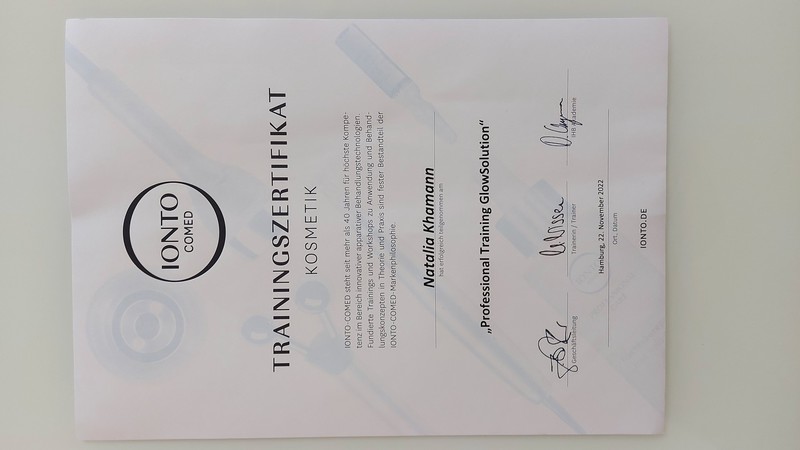 IONTO
COMED
TRAININGSZERTIFIKAT
KOSMETIK
IONTO-COMED steht seit mehr als 40 Jahren für höchste Kompe-
tenz im Bereich innovativer apparativer Behandlungstechnologien.
Fundierte Trainings und Workshops zu Anwendung und Behand-
lungskonzepten in Theorie und Praxis sind fester Bestandteil der
IONTO-COMED-Markenphilosophie.
Natalia Khamann
hat erfolgreich teilgenommen am
„Professional Training GlowSolution“
Geschäftsleitung
Trainerin / Trainer
IHB Akademie
Hamburg, 22. November 2022
Ort, Datum
IONTO.DE